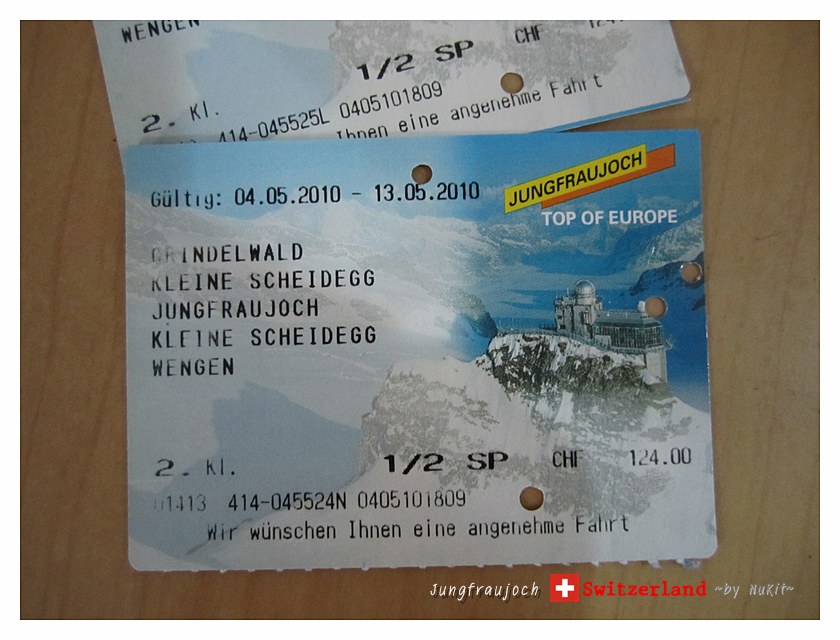 WENGEN
1/2 SP CHF
2. Kl.
414-045525L 0405101809
Ihnen eine angenehme Fahrt
JUNGFRAUJOCH
TOP OF EUROPE
Gültig: 04.05.2010 - 13.05.2010
GRINDELWALD
KLEINE SCHEIDEGG
JUNGFRAUJOCH
KLEINE SCHEIDEGG
WENGEN
2. Kl. 1/2 SP CHF 124.00
01413 414-045524N 0405101809
Wir wünschen Ihnen eine angenehme Fahrt
Jungfraujoch Switzerland ~by NuKit~